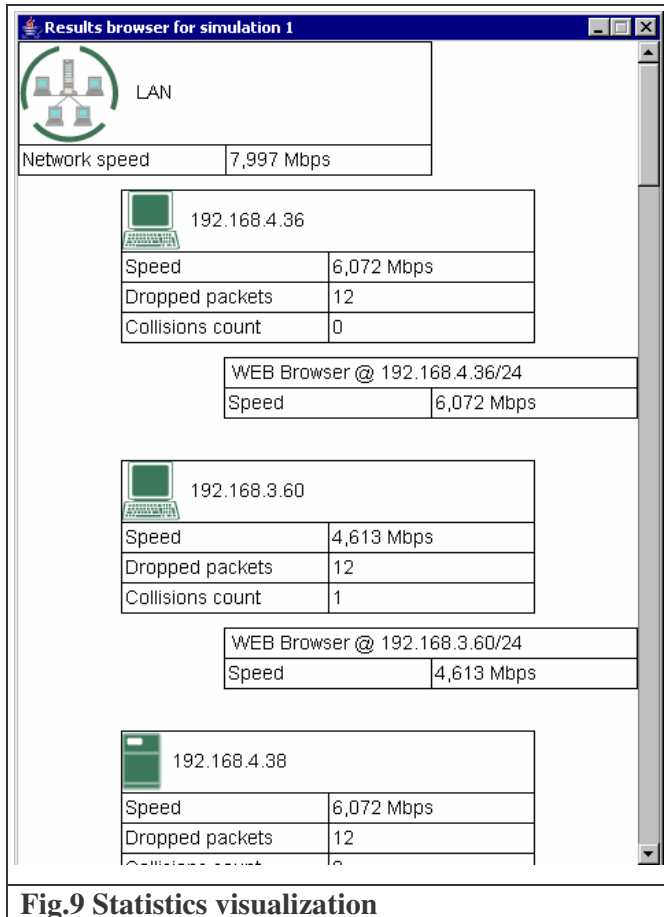 Results browser for simulation 1
LAN
Network speed 7,997 Mbps
192.168.4.36
Speed 6,072 Mbps
Dropped packets 12
Collisions count 0
WEB Browser @ 192.168.4.36/24
Speed 6,072 Mbps
192.168.3.60
Speed 4,613 Mbps
Dropped packets 12
Collisions count 1
WEB Browser @ 192.168.3.60/24
Speed 4,613 Mbps
192.168.4.38
Speed 6,072 Mbps
Dropped packets 12
Fig.9 Statistics visualization